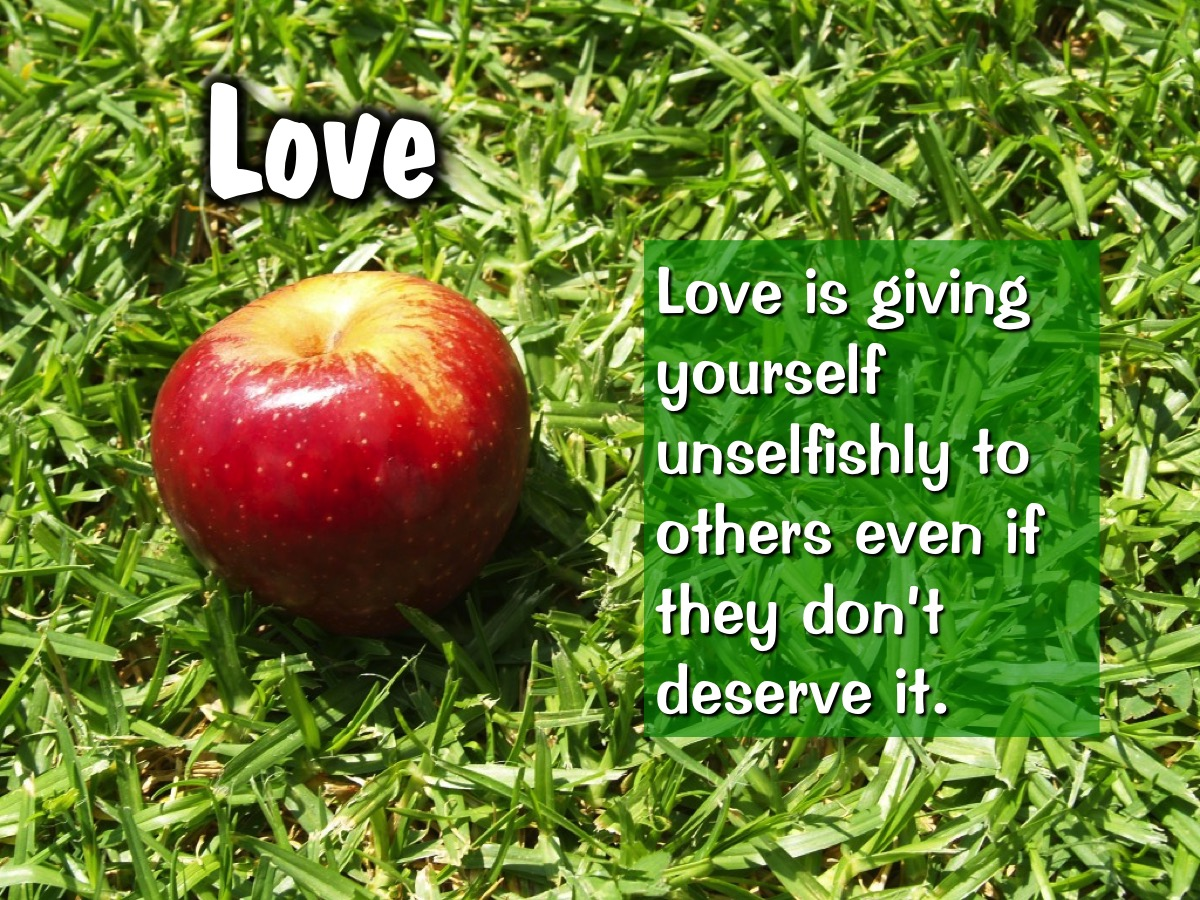 Love
Love is giving
yourself
unselfishly to
others even if
they don't
deserve it.